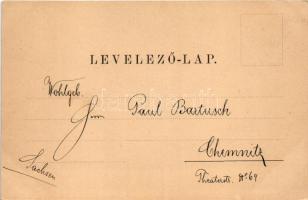 LEVELEZŐ-LAP.
Wohlgeb.
Herrn Paul Bartusch
Chemnitz
Theaterstr. No 69
Sachsen